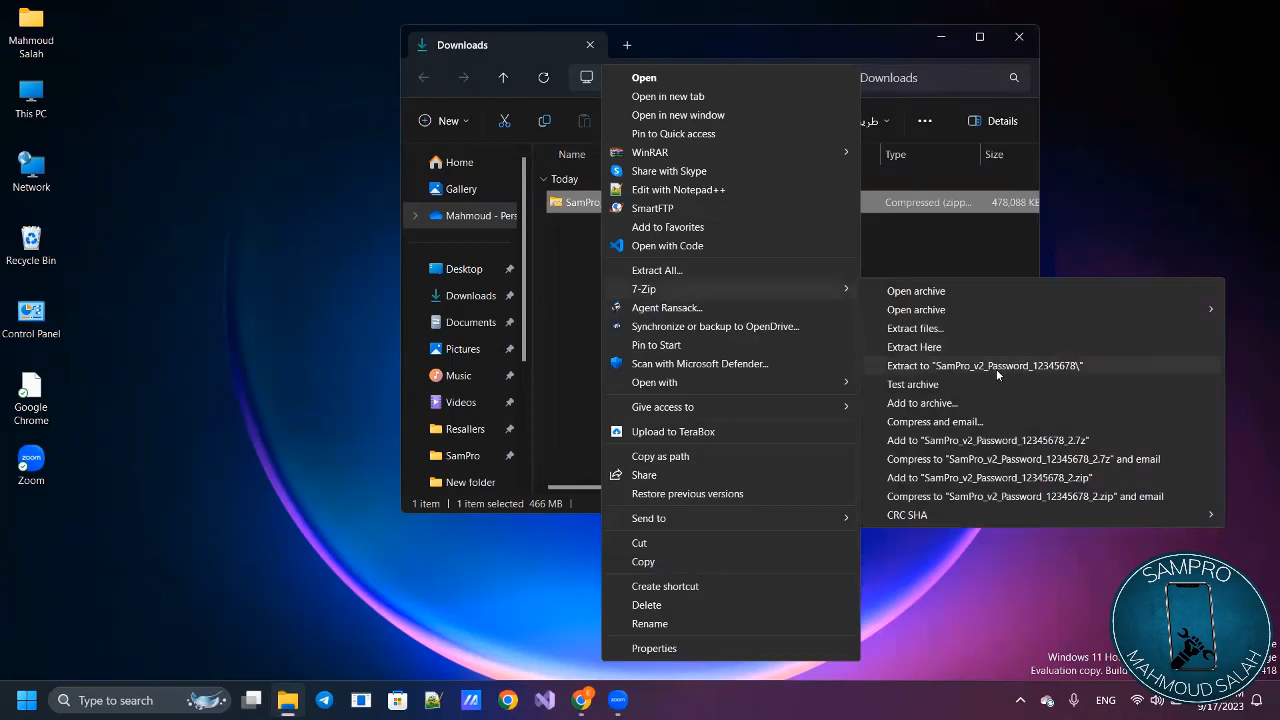 Mahmoud
Salah
This PC
Network
Recycle Bin
Control Panel
Google
Chrome
Zoom
Downloads
Downloads
New
Details
Name
Type
Size
Home
Gallery
Mahmoud - Pers
Desktop
Downloads
Documents
Pictures
Music
Videos
Resallers
SamPro
New folder
Today
SamPro
Compressed (zipp...
478,088 KB
1 item
1 item selected 466 MB
Open
Open in new tab
Open in new window
Pin to Quick access
WinRAR
Share with Skype
Edit with Notepad++
SmartFTP
Add to Favorites
Open with Code
Extract All...
7-Zip
Agent Ransack...
Synchronize or backup to OpenDrive...
Pin to Start
Scan with Microsoft Defender...
Open with
Give access to
Upload to TeraBox
Copy as path
Share
Restore previous versions
Send to
Cut
Copy
Create shortcut
Delete
Rename
Properties
Open archive
Open archive
Extract files...
Extract Here
Extract to "SamPro_v2_Password_12345678\"
Test archive
Add to archive...
Compress and email...
Add to "SamPro_v2_Password_12345678_2.7z"
Compress to "SamPro_v2_Password_12345678_2.7z" and email
Add to "SamPro_v2_Password_12345678_2.zip"
Compress to "SamPro_v2_Password_12345678_2.zip" and email
CRC SHA
SAMPRO
MAHMOUD SALAH
Windows 11
Evaluation copy.
Type to search
ENG
9/17/2023